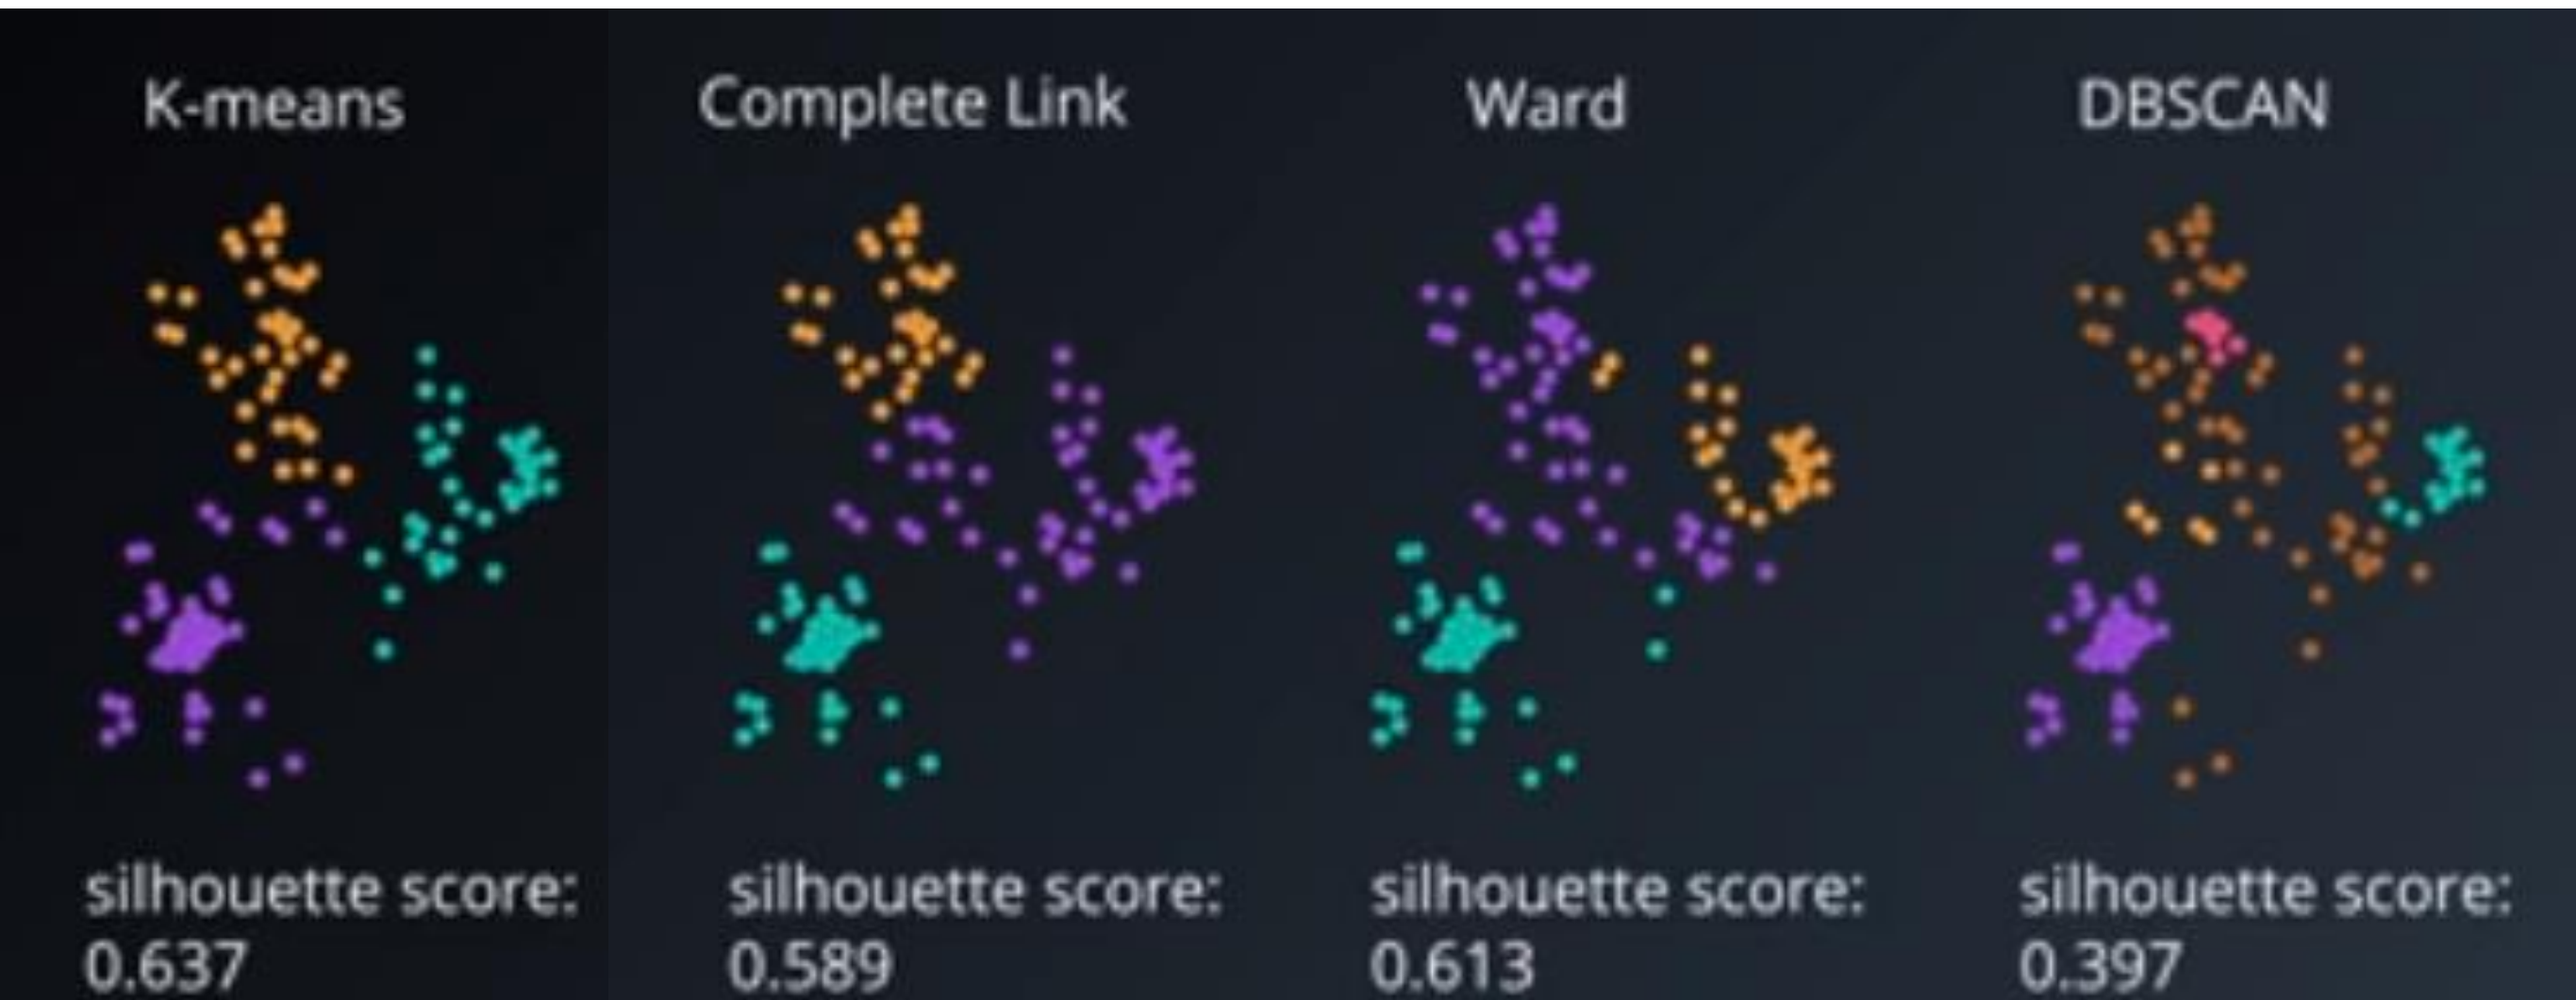 K-means
Complete Link
Ward
DBSCAN
silhouette score:
0.637
silhouette score:
0.589
silhouette score:
0.613
silhouette score:
0.397